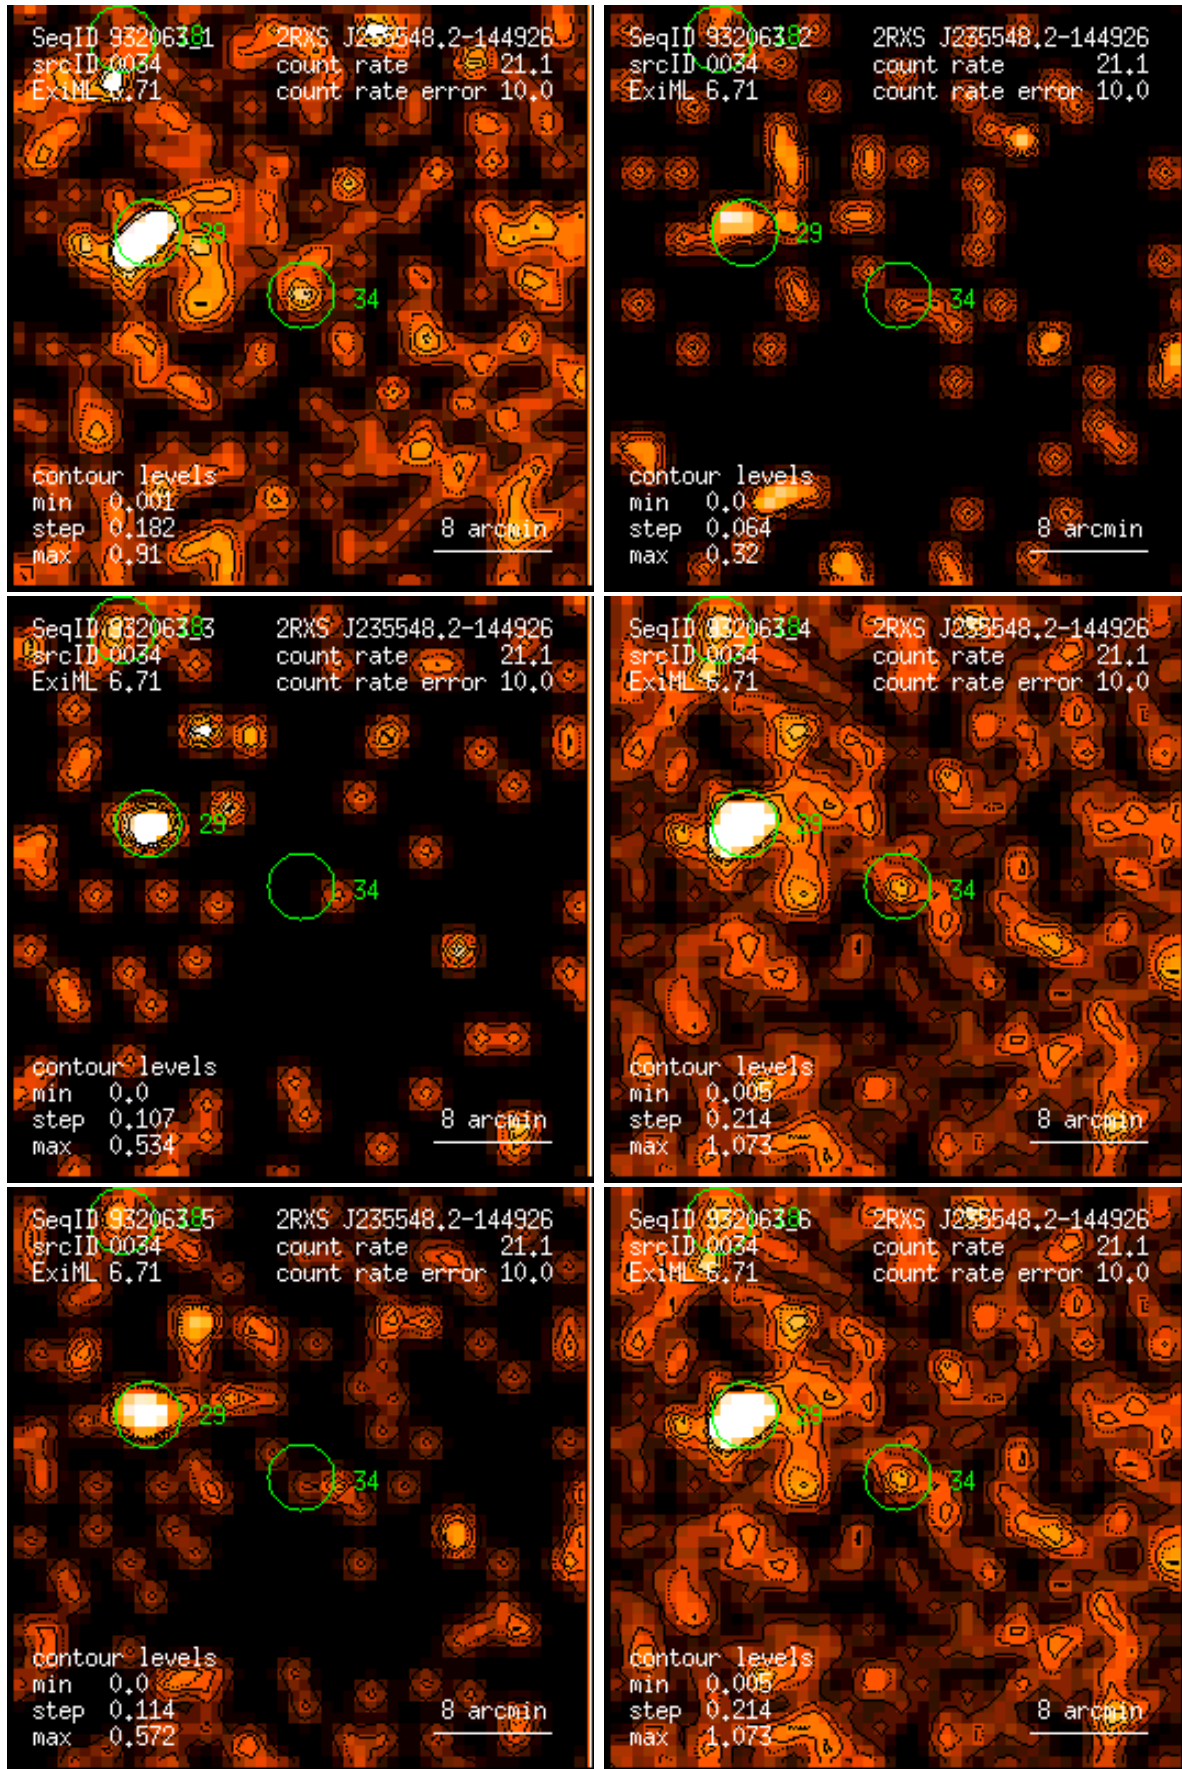 SeqID 932063_1 2RXS J235548.2-144926
srcID 0034 count rate 21.1
ExiML 6.71 count rate error 10.0
18
29
34
contour levels
min 0.001
step 0.182 8 arcmin
max 0.91
SeqID 932063_2 2RXS J235548.2-144926
srcID 0034 count rate 21.1
ExiML 6.71 count rate error 10.0
18
29
34
contour levels
min 0.0
step 0.064 8 arcmin
max 0.32
SeqID 932063_3 2RXS J235548.2-144926
srcID 0034 count rate 21.1
ExiML 6.71 count rate error 10.0
18
29
34
contour levels
min 0.0
step 0.107 8 arcmin
max 0.534
SeqID 932063_4 2RXS J235548.2-144926
srcID 0034 count rate 21.1
ExiML 6.71 count rate error 10.0
18
29
34
contour levels
min 0.005
step 0.214 8 arcmin
max 1.073
SeqID 932063_5 2RXS J235548.2-144926
srcID 0034 count rate 21.1
ExiML 6.71 count rate error 10.0
18
29
34
contour levels
min 0.0
step 0.114 8 arcmin
max 0.572
SeqID 932063_6 2RXS J235548.2-144926
srcID 0034 count rate 21.1
ExiML 6.71 count rate error 10.0
18
29
34
contour levels
min 0.005
step 0.214 8 arcmin
max 1.073